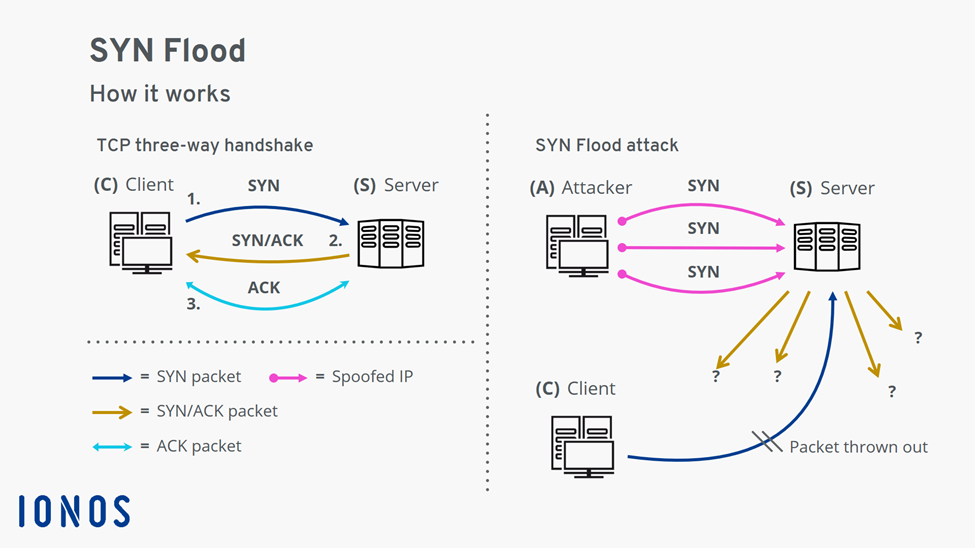 SYN Flood
How it works
TCP three-way handshake
(C) Client
1.
SYN
(S) Server
SYN/ACK
2.
ACK
3.
= SYN packet
= Spoofed IP
= SYN/ACK packet
= ACK packet
SYN Flood attack
(A) Attacker
SYN
(S) Server
SYN
SYN
?
?
?
?
(C) Client
Packet thrown out
IONOS